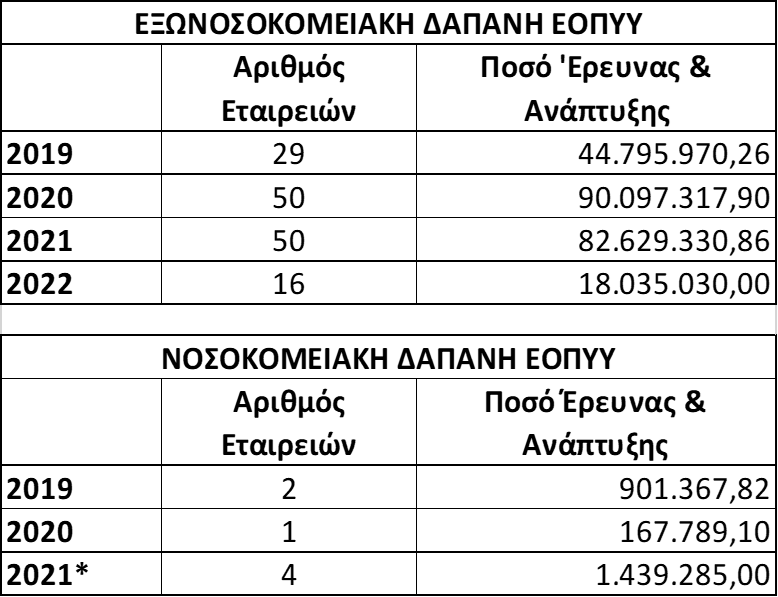 ΕΞΩΝΟΣΟΚΟΜΕΙΑΚΗ ΔΑΠΑΝΗ ΕΟΠΥΥ
Αριθμός Ποσό 'Ερευνας &
Εταιρειών Ανάπτυξης
2019 29 44.795.970,26
2020 50 90.097.317,90
2021 50 82.629.330,86
2022 16 18.035.030,00
ΝΟΣΟΚΟΜΕΙΑΚΗ ΔΑΠΑΝΗ ΕΟΠΥΥ
Αριθμός Ποσό Έρευνας &
Εταιρειών Ανάπτυξης
2019 2 901.367,82
2020 1 167.789,10
2021* 4 1.439.285,00